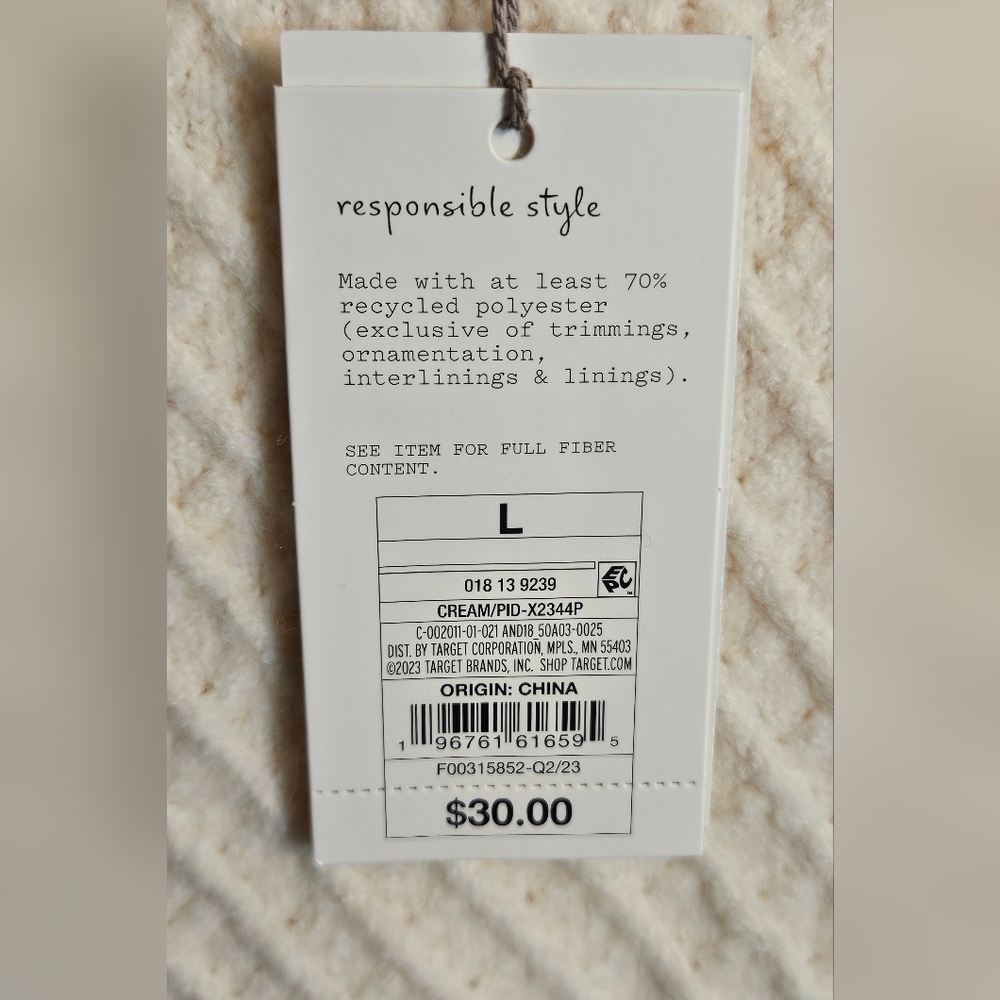 responsible style
Made with at least 70%
recycled polyester
(exclusive of trimmings,
ornamentation,
interlinings & linings).
SEE ITEM FOR FULL FIBER
CONTENT.
L
018 13 9239
EPC
CREAM/PID-X2344P
C-002011-01-021 AND18_50A03-0025
DIST. BY TARGET CORPORATION, MPLS., MN 55403
©2023 TARGET BRANDS, INC. SHOP TARGET.COM
ORIGIN: CHINA
1 96761 61659 5
F00315852-Q2/23
$30.00